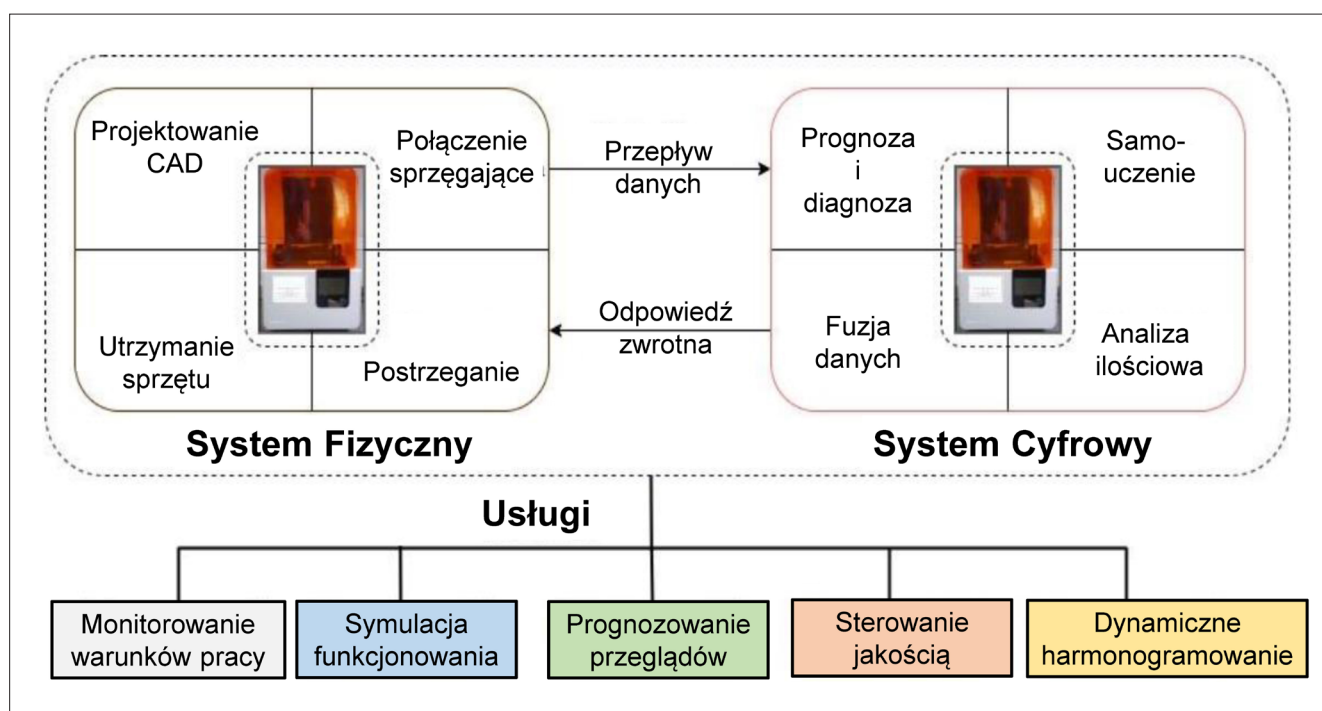 Projektowanie
CAD
Połączenie
sprzęgające
Utrzymanie
sprzętu
Postrzeganie
System Fizyczny
Przepływ
danych
Odpowiedź
zwrotna
Prognoza
i
diagnoza
Samo-
uczenie
Fuzja
danych
Analiza
ilościowa
System Cyfrowy
Usługi
Monitorowanie
warunków pracy
Symulacja
funkcjonowania
Prognozowanie
przeglądów
Sterowanie
jakością
Dynamiczne
harmonogramowanie